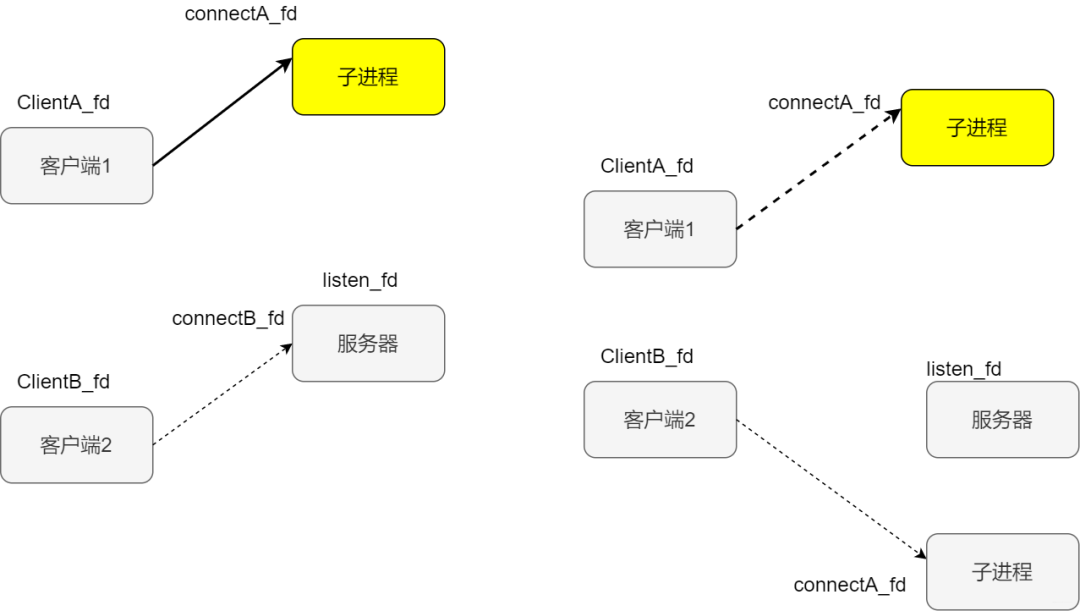 connectA_fd
子进程
ClientA_fd
客户端1
listen_fd
connectB_fd
服务器
ClientB_fd
客户端2
connectA_fd
子进程
ClientA_fd
客户端1
ClientB_fd
listen_fd
客户端2
服务器
子进程
connectA_fd